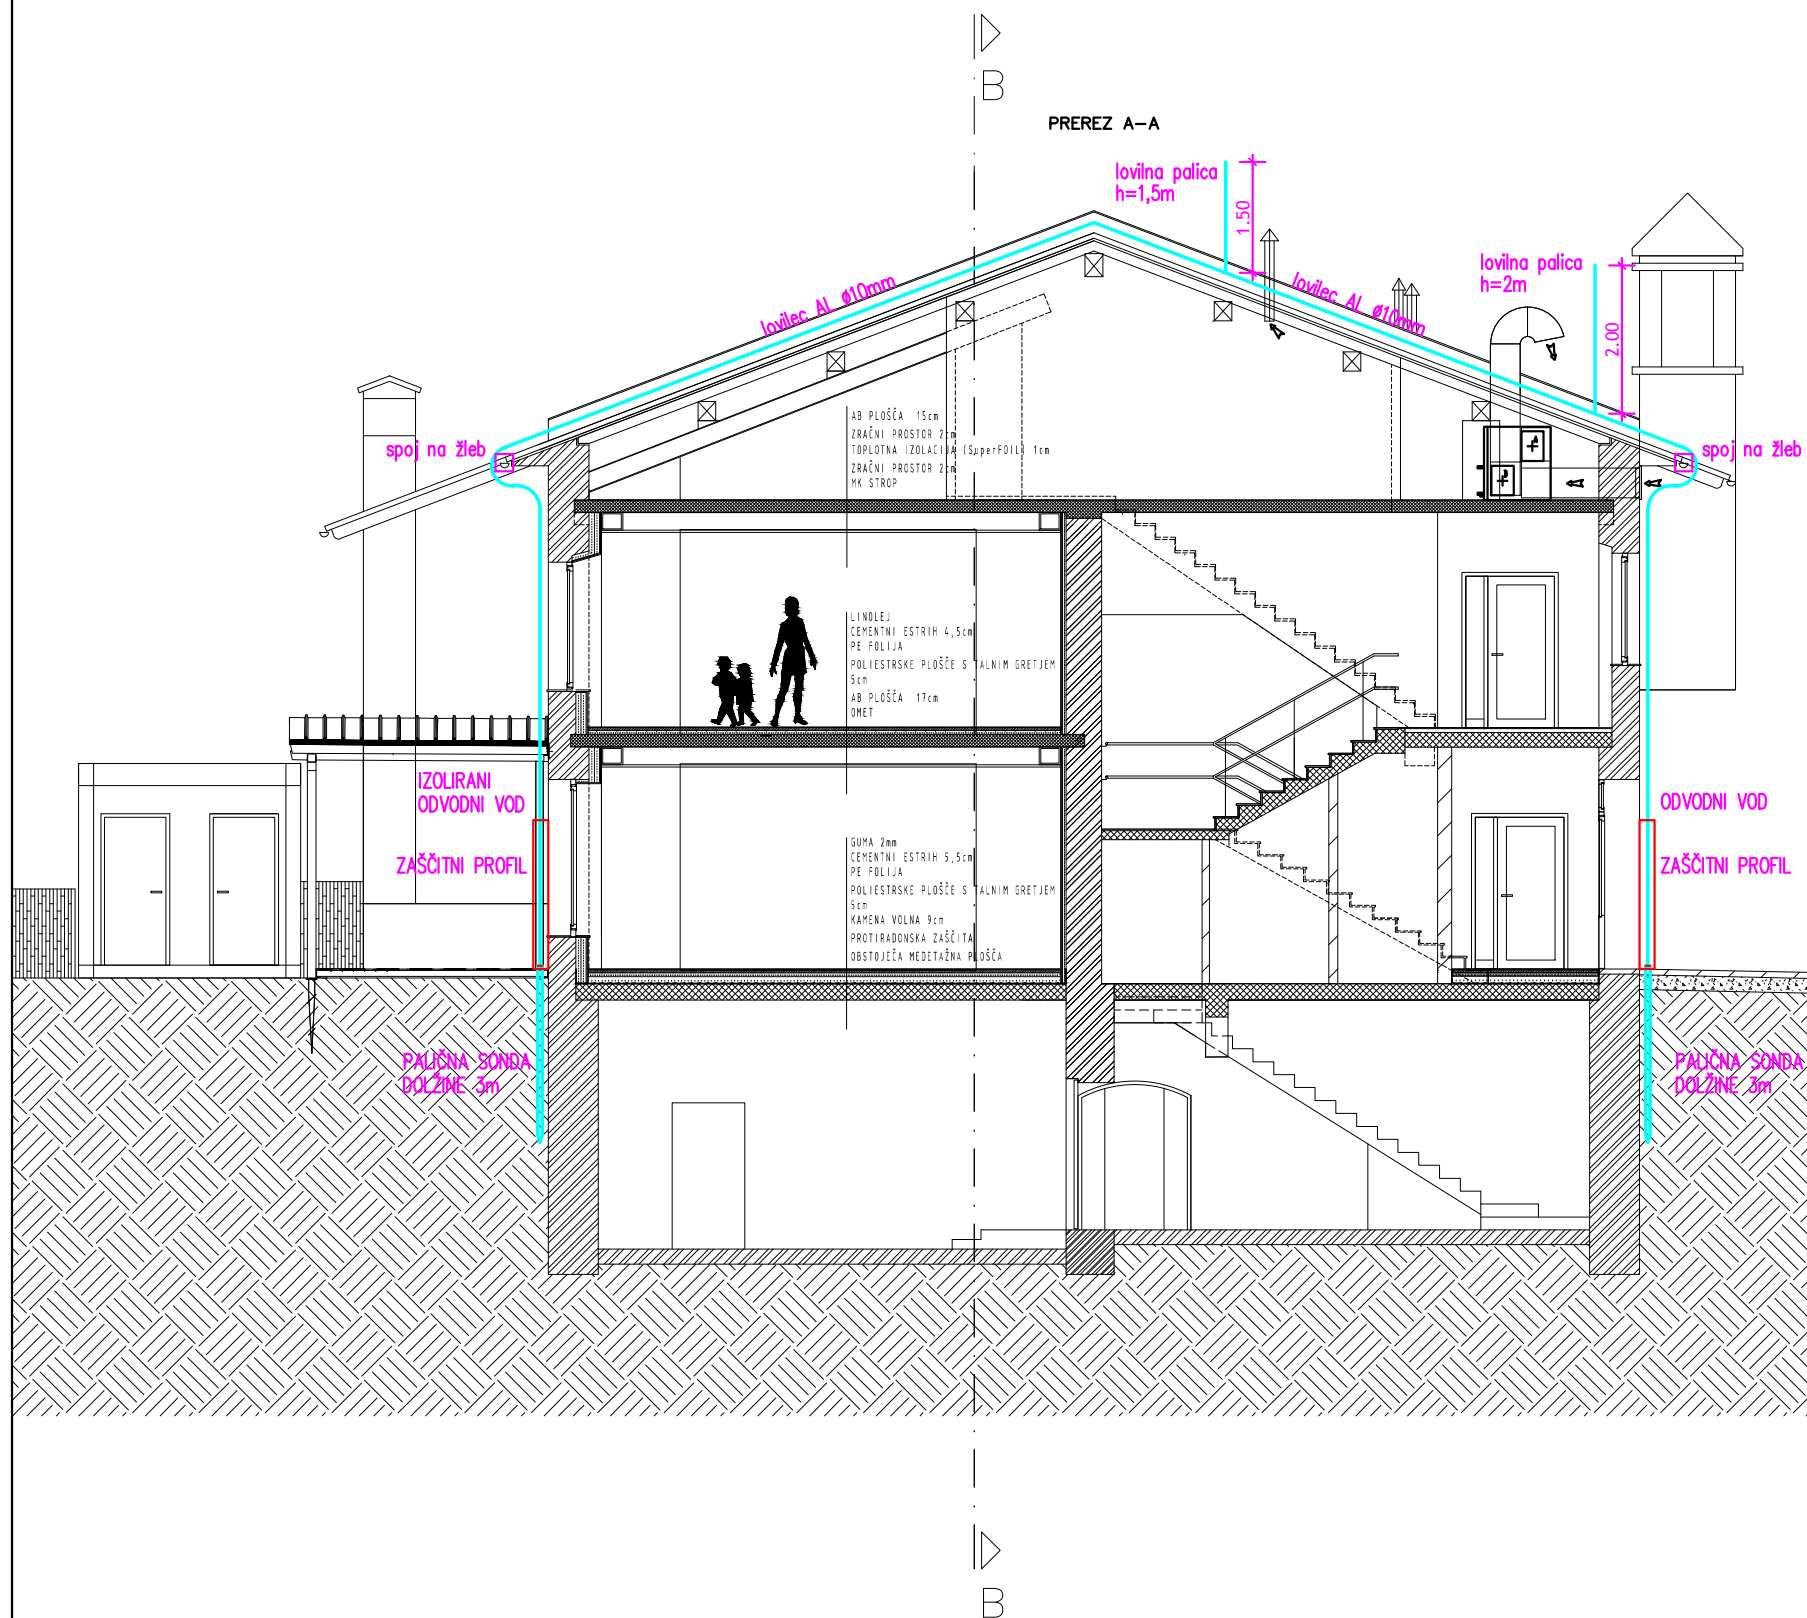 B
PREREZ A-A
lovilna palica
h=1,5m
1.50
lovilna palica
h=2m
2.00
lovilec AL ø10mm
lovilec AL ø10mm
spoj na žleb
spoj na žleb
AB PLOŠČA 15cm
ZRAČNI PROSTOR 2cm
TOPLOTNA IZOLACIJA (SuperFOIL) 1cm
ZRAČNI PROSTOR 2cm
MK STROP
LINOLEJ
CEMENTNI ESTRIH 4,5cm
PE FOLIJA
POLIESTRSKE PLOŠČE S TALNIM GRETJEM
5cm
AB PLOŠČA 17cm
OMET
IZOLIRANI
ODVODNI VOD
ZAŠČITNI PROFIL
ODVODNI VOD
ZAŠČITNI PROFIL
GUMA 2mm
CEMENTNI ESTRIH 5,5cm
PE FOLIJA
POLIESTRSKE PLOŠČE S TALNIM GRETJEM
5cm
KAMENA VOLNA 9cm
PROTIRADONSKA ZAŠČITA
OBSTOJEČA MEDETAŽNA PLOŠČA
PALIČNA SONDA
DOLŽINE 3m
PALIČNA SONDA
DOLŽINE 3m
B